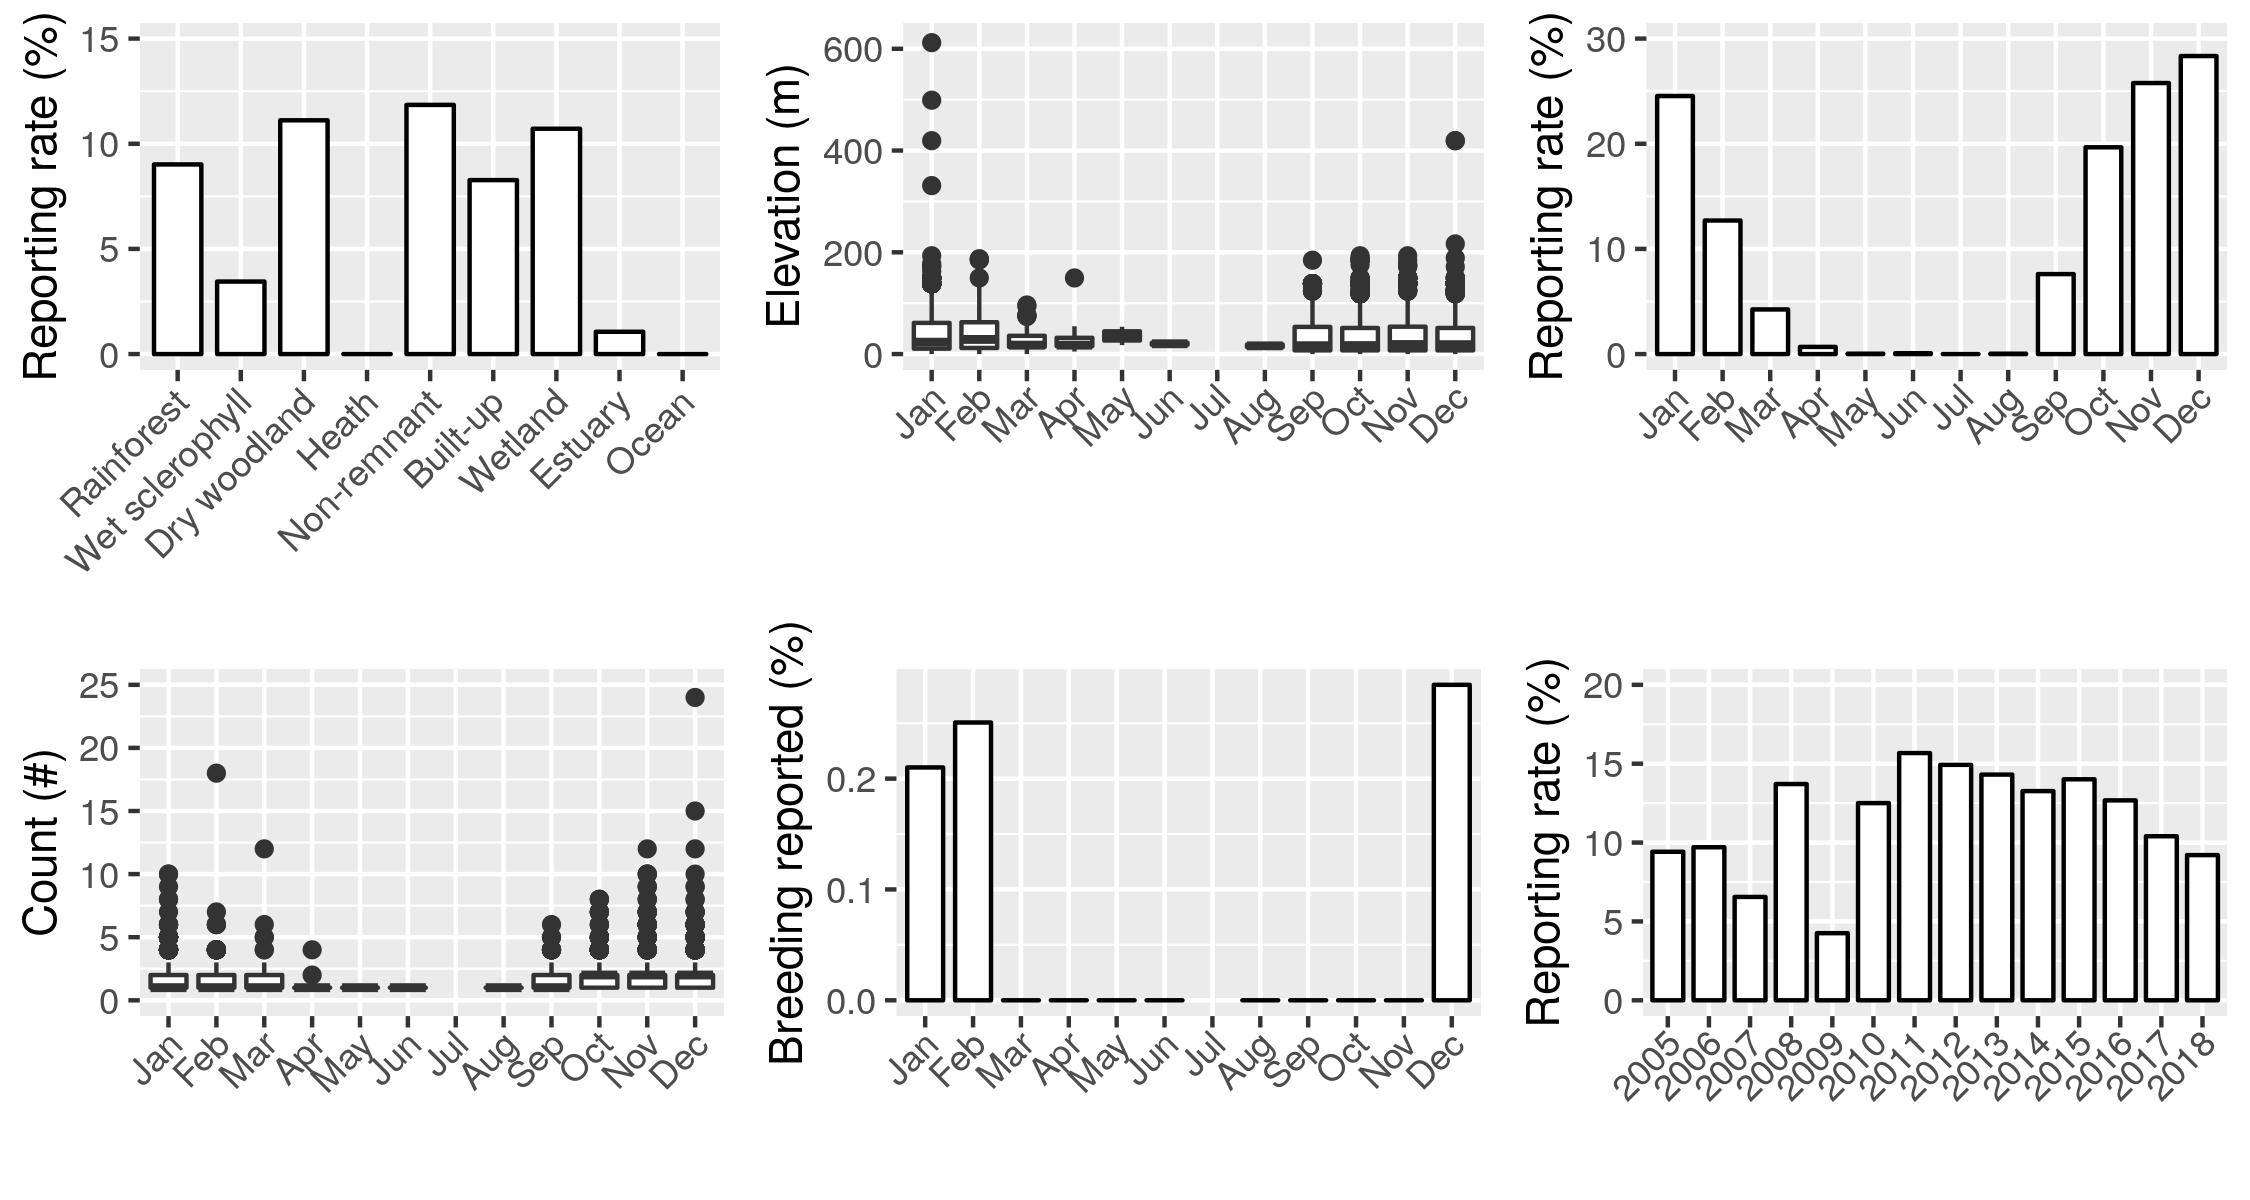 Reporting rate (%)
15
10
5
0
Rainforest
Wet sclerophyll
Dry woodland
Heath
Non-remnant
Built-up
Wetland
Estuary
Ocean
Elevation (m)
600
400
200
0
Jan
Feb
Mar
Apr
May
Jun
Jul
Aug
Sep
Oct
Nov
Dec
Reporting rate (%)
30
20
10
0
Jan
Feb
Mar
Apr
May
Jun
Jul
Aug
Sep
Oct
Nov
Dec
Count (#)
25
20
15
10
5
0
Jan
Feb
Mar
Apr
May
Jun
Jul
Aug
Sep
Oct
Nov
Dec
Breeding reported (%)
0.2
0.1
0.0
Jan
Feb
Mar
Apr
May
Jun
Jul
Aug
Sep
Oct
Nov
Dec
Reporting rate (%)
20
15
10
5
0
2005
2006
2007
2008
2009
2010
2011
2012
2013
2014
2015
2016
2017
2018